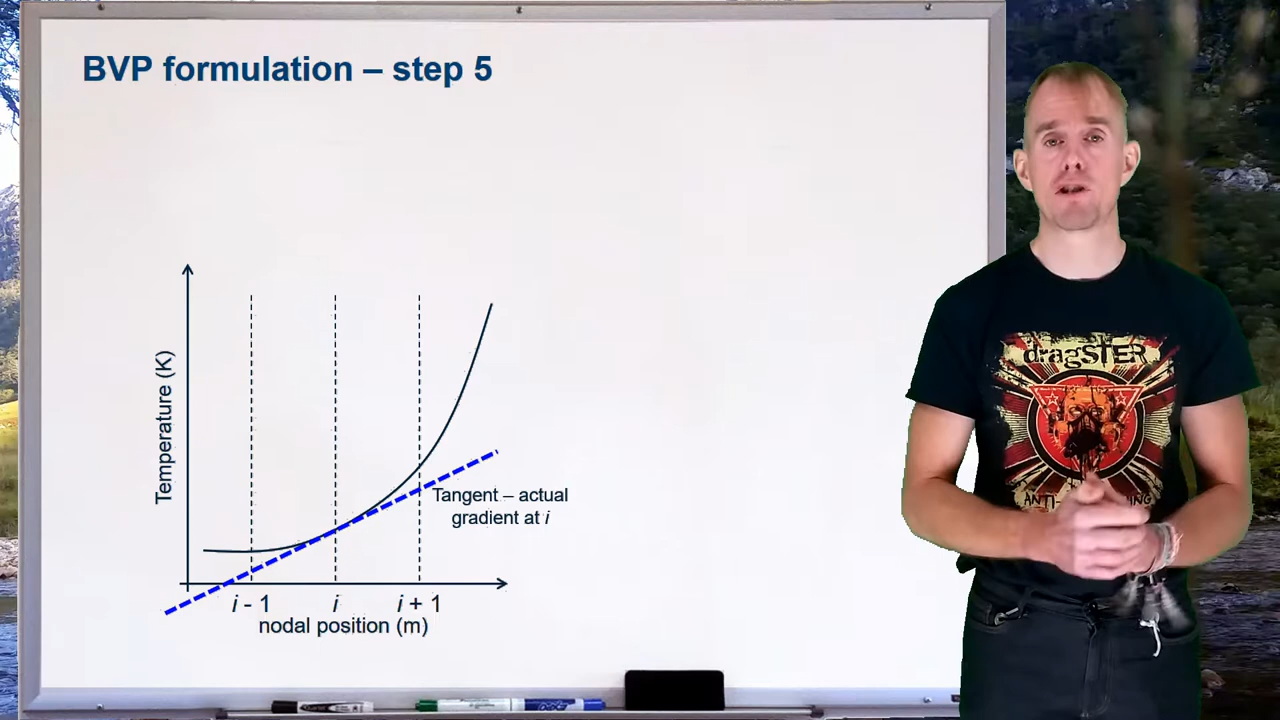 BVP formulation – step 5
Temperature (K)
Tangent – actual
gradient at i
i - 1
i
i + 1
nodal position (m)
dragSTER